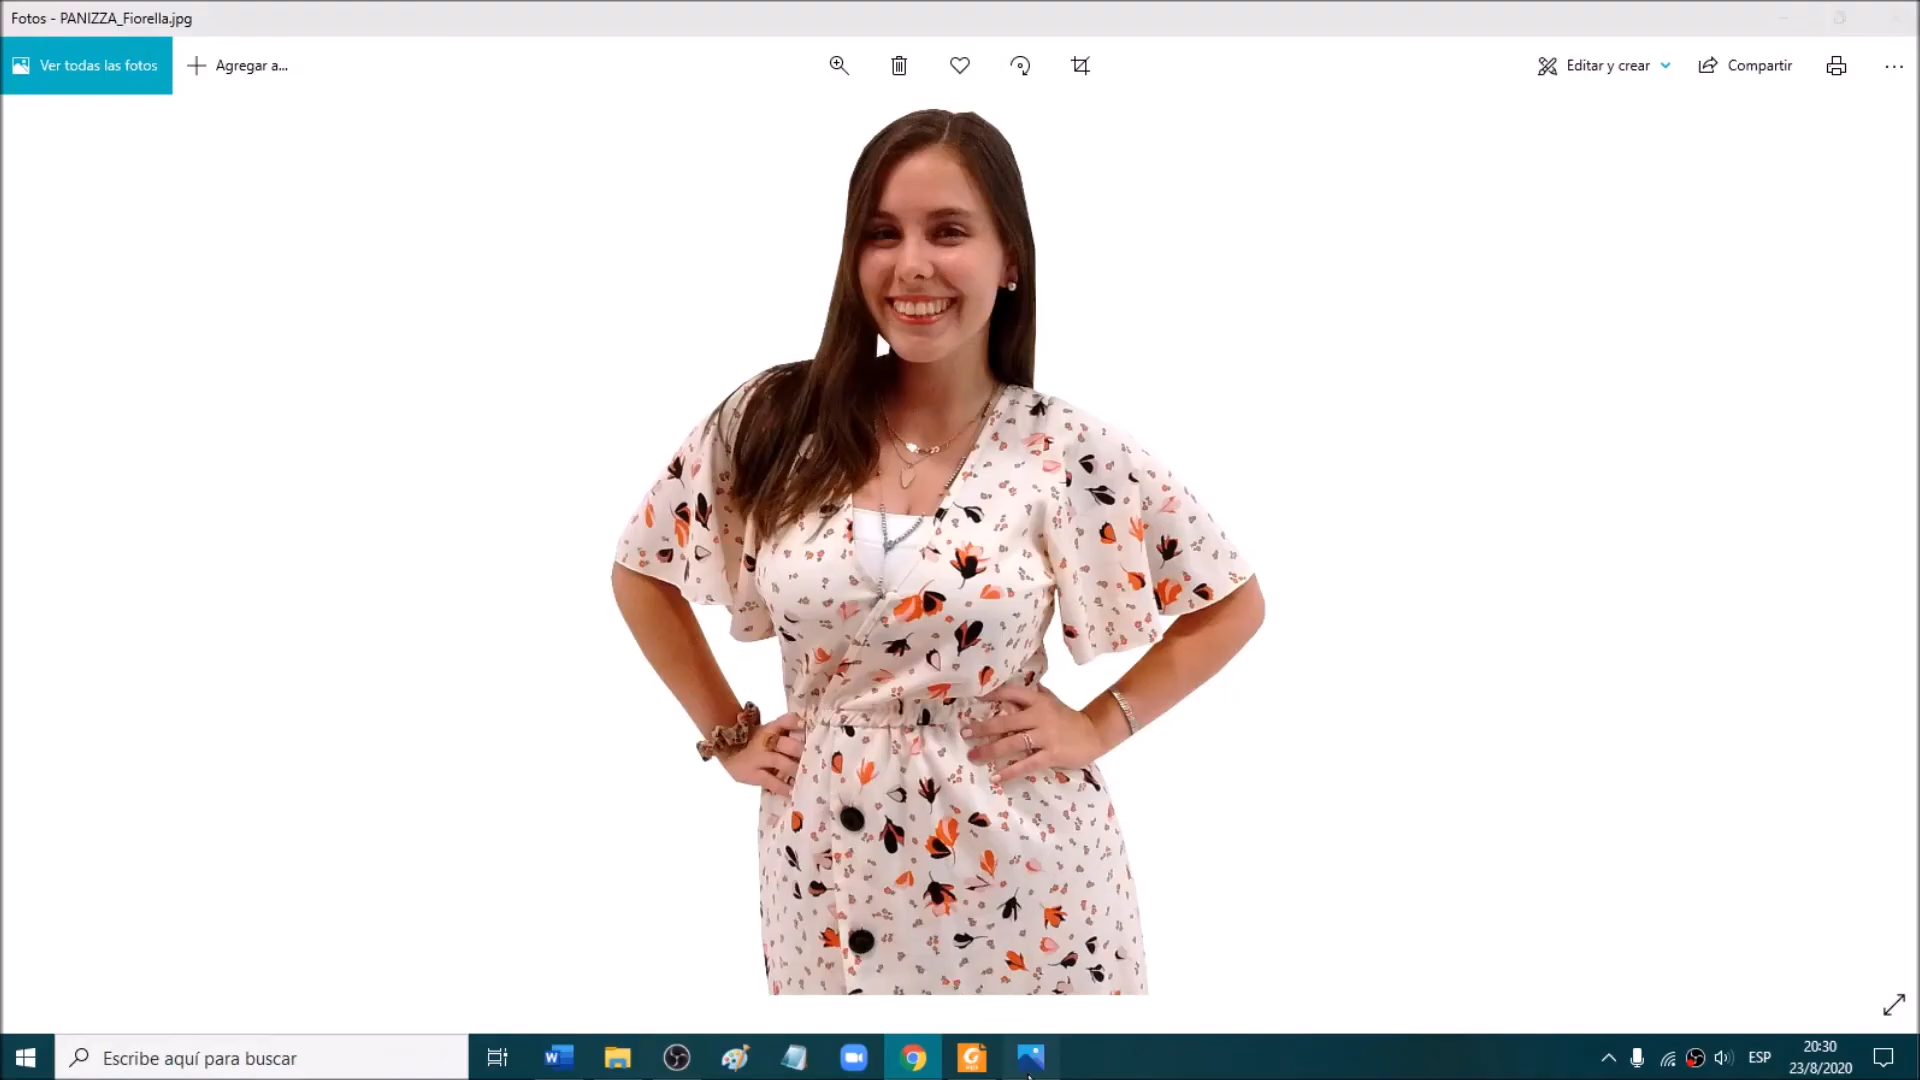 Fotos - PANIZZA_Fiorella.jpg
Ver todas las fotos
Agregar a...
Editar y crear
Compartir
Escribe aquí para buscar
ESP
20:30
23/8/2020